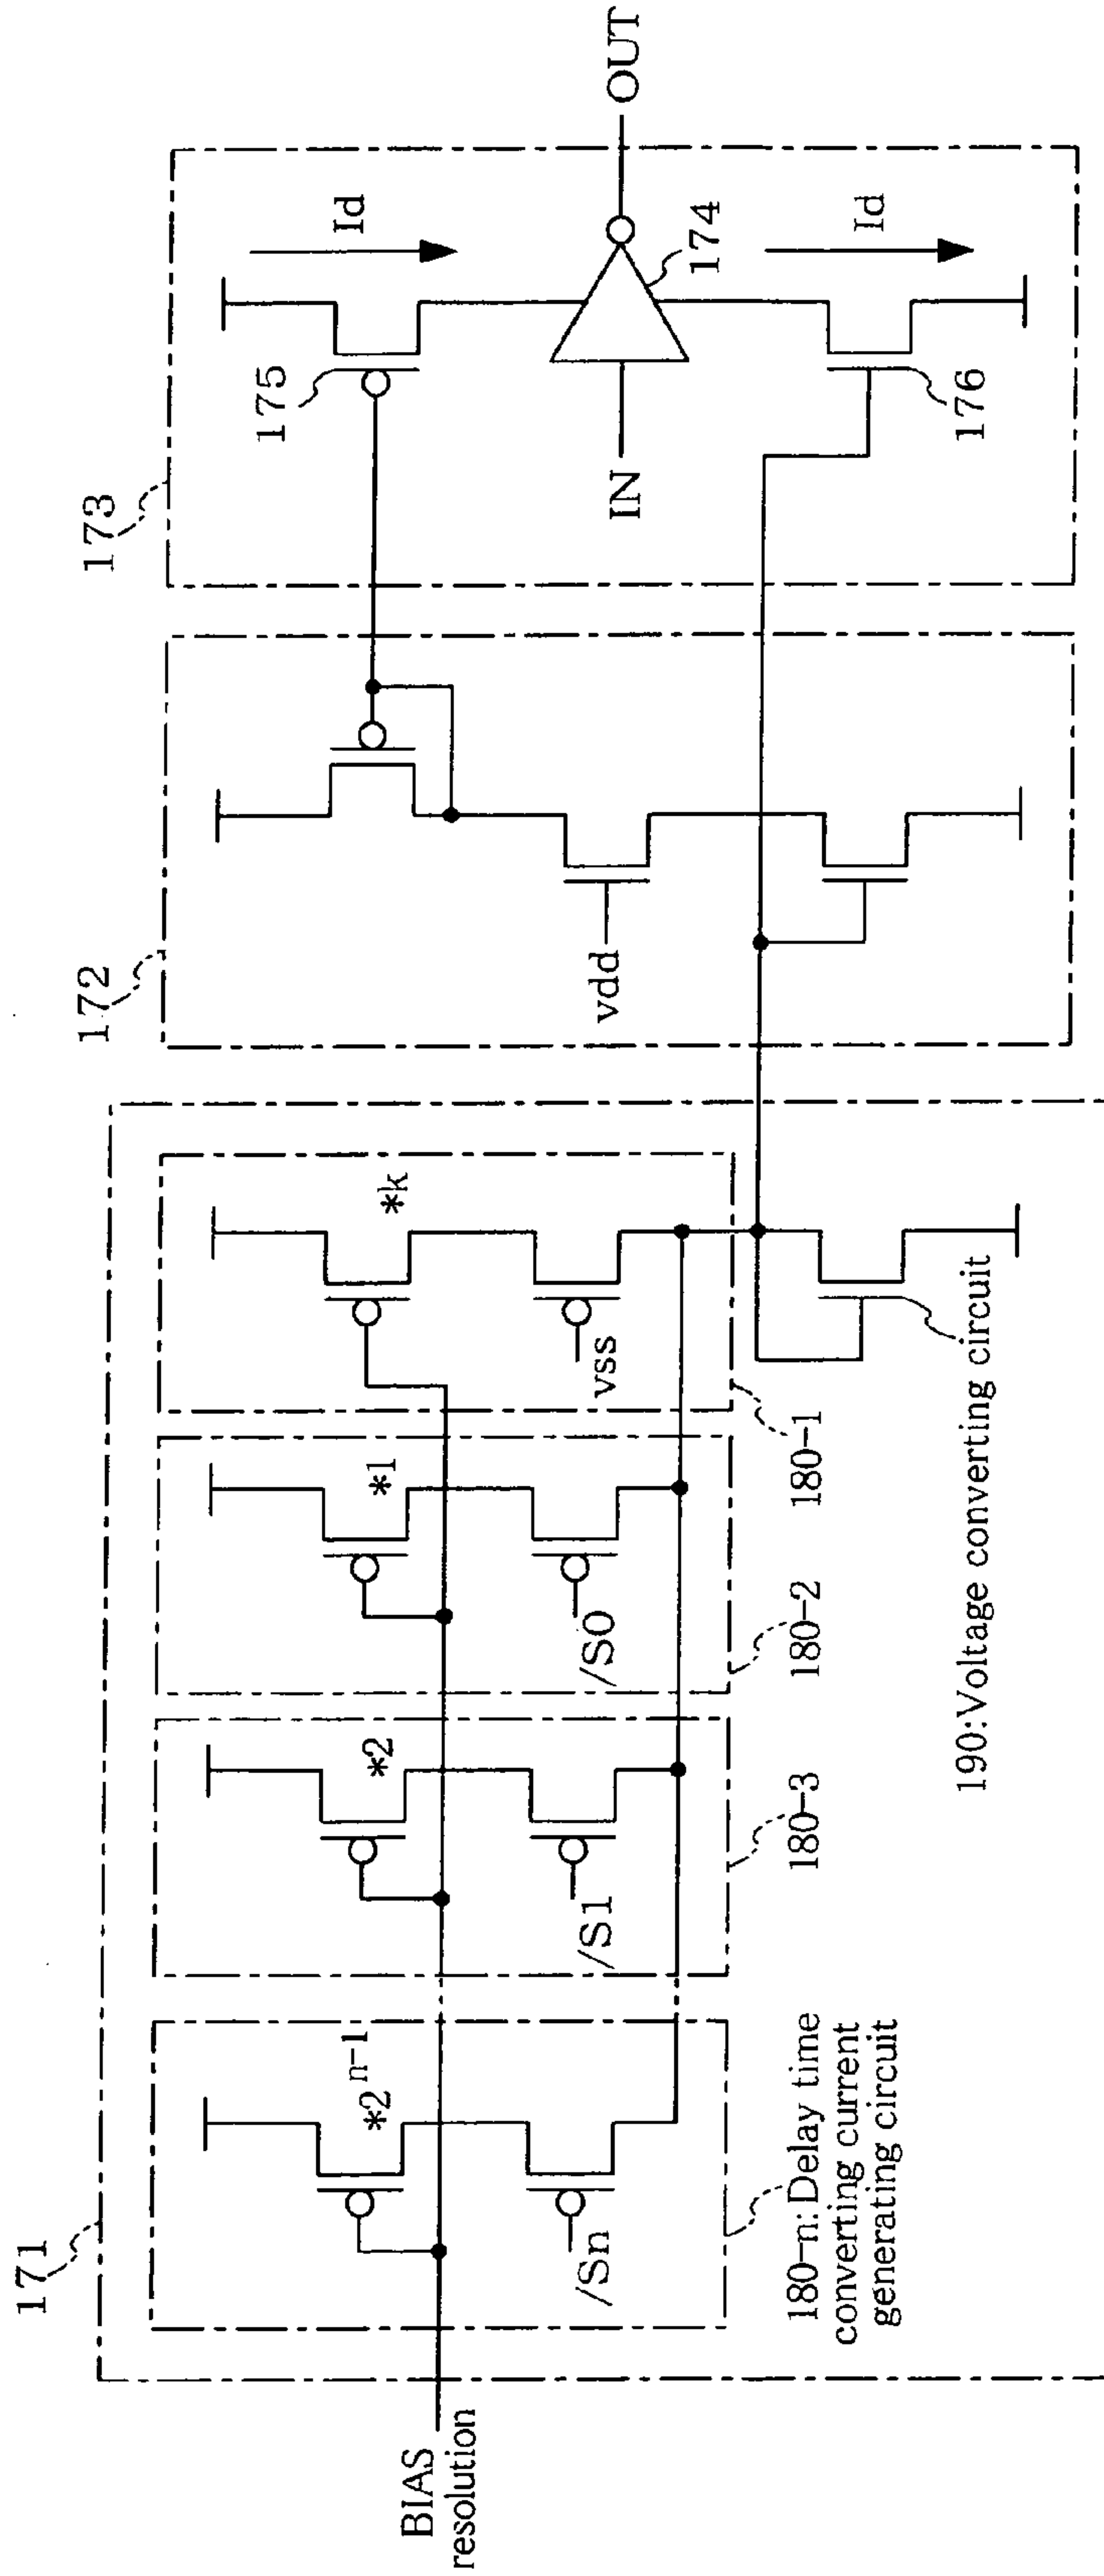 171
172
173
BIAS
resolution
*2n-1
/Sn
180-n:Delay time
converting current
generating circuit
*2
/S1
180-3
*1
/S0
180-2
*k
vss
180-1
190:Voltage converting circuit
vdd
175
Id
IN
174
OUT
176
Id